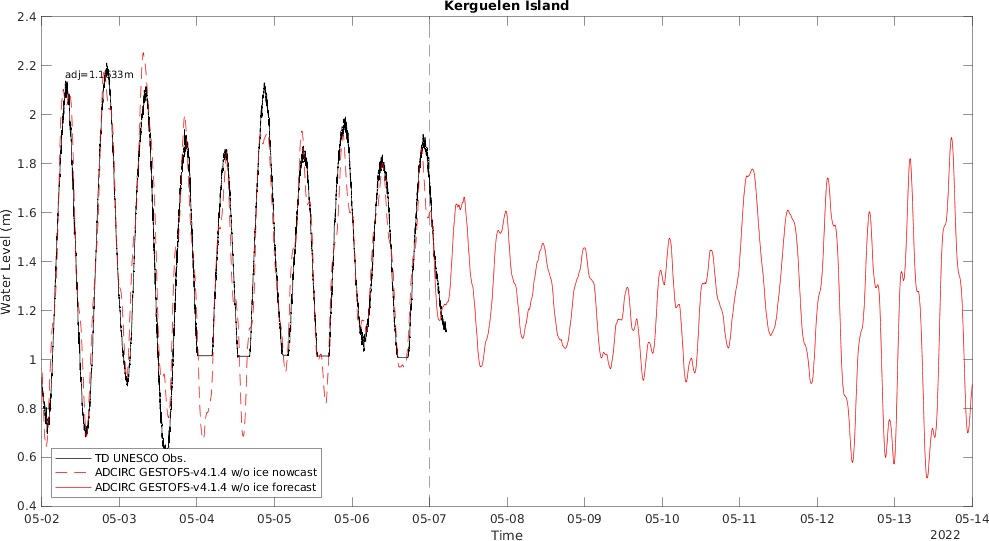 Kerguelen Island
2.4
2.2
2
1.8
1.6
1.4
1.2
1
0.8
0.6
0.4
Water Level (m)
TD UNESCO Obs.
ADCIRC GESTOFS-v4.1.4 w/o ice nowcast
ADCIRC GESTOFS-v4.1.4 w/o ice forecast
05-02 05-03 05-04 05-05 05-06 05-07 05-08 05-09 05-10 05-11 05-12 05-13 05-14
Time
2022